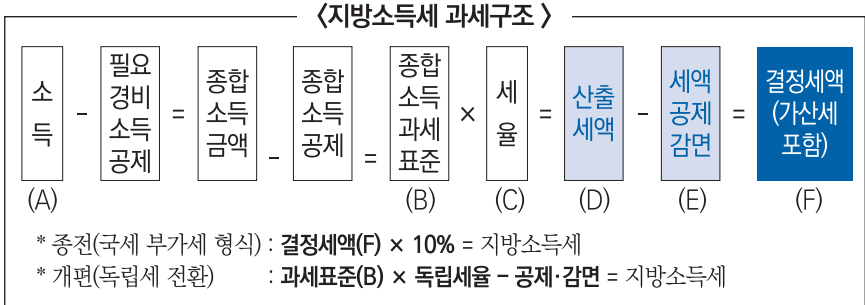 〈지방소득세 과세구조 〉
소득 - 필요경비소득공제 = 종합소득금액 - 종합소득공제 = 종합소득과세표준 × 세율 = 산출세액 - 세액공제감면 = 결정세액(가산세포함)
(A) (B) (C) (D) (E) (F)
* 종전(국세 부가세 형식) : 결정세액(F) × 10% = 지방소득세
* 개편(독립세 전환) : 과세표준(B) × 독립세율 - 공제·감면 = 지방소득세